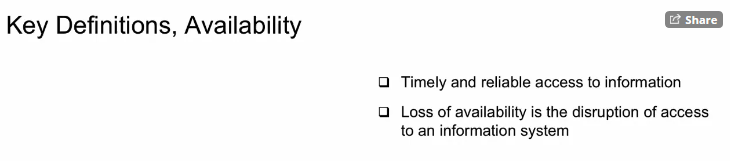 Key Definitions, Availability
Share
Timely and reliable access to information
Loss of availability is the disruption of access
to an information system